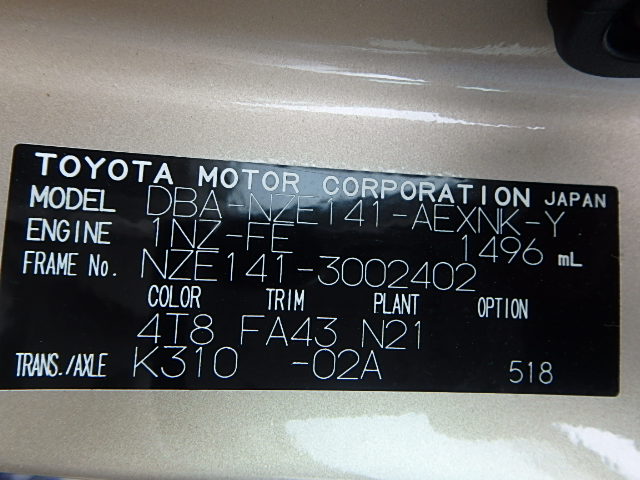 TOYOTA MOTOR CORPORATION JAPAN
MODEL DBA-NZE141-AEXNK-Y
ENGINE 1NZ-FE 1496 mL
FRAME No. NZE141-3002402
COLOR TRIM PLANT OPTION
4T8 FA43 N21
TRANS./AXLE K310 -02A 518